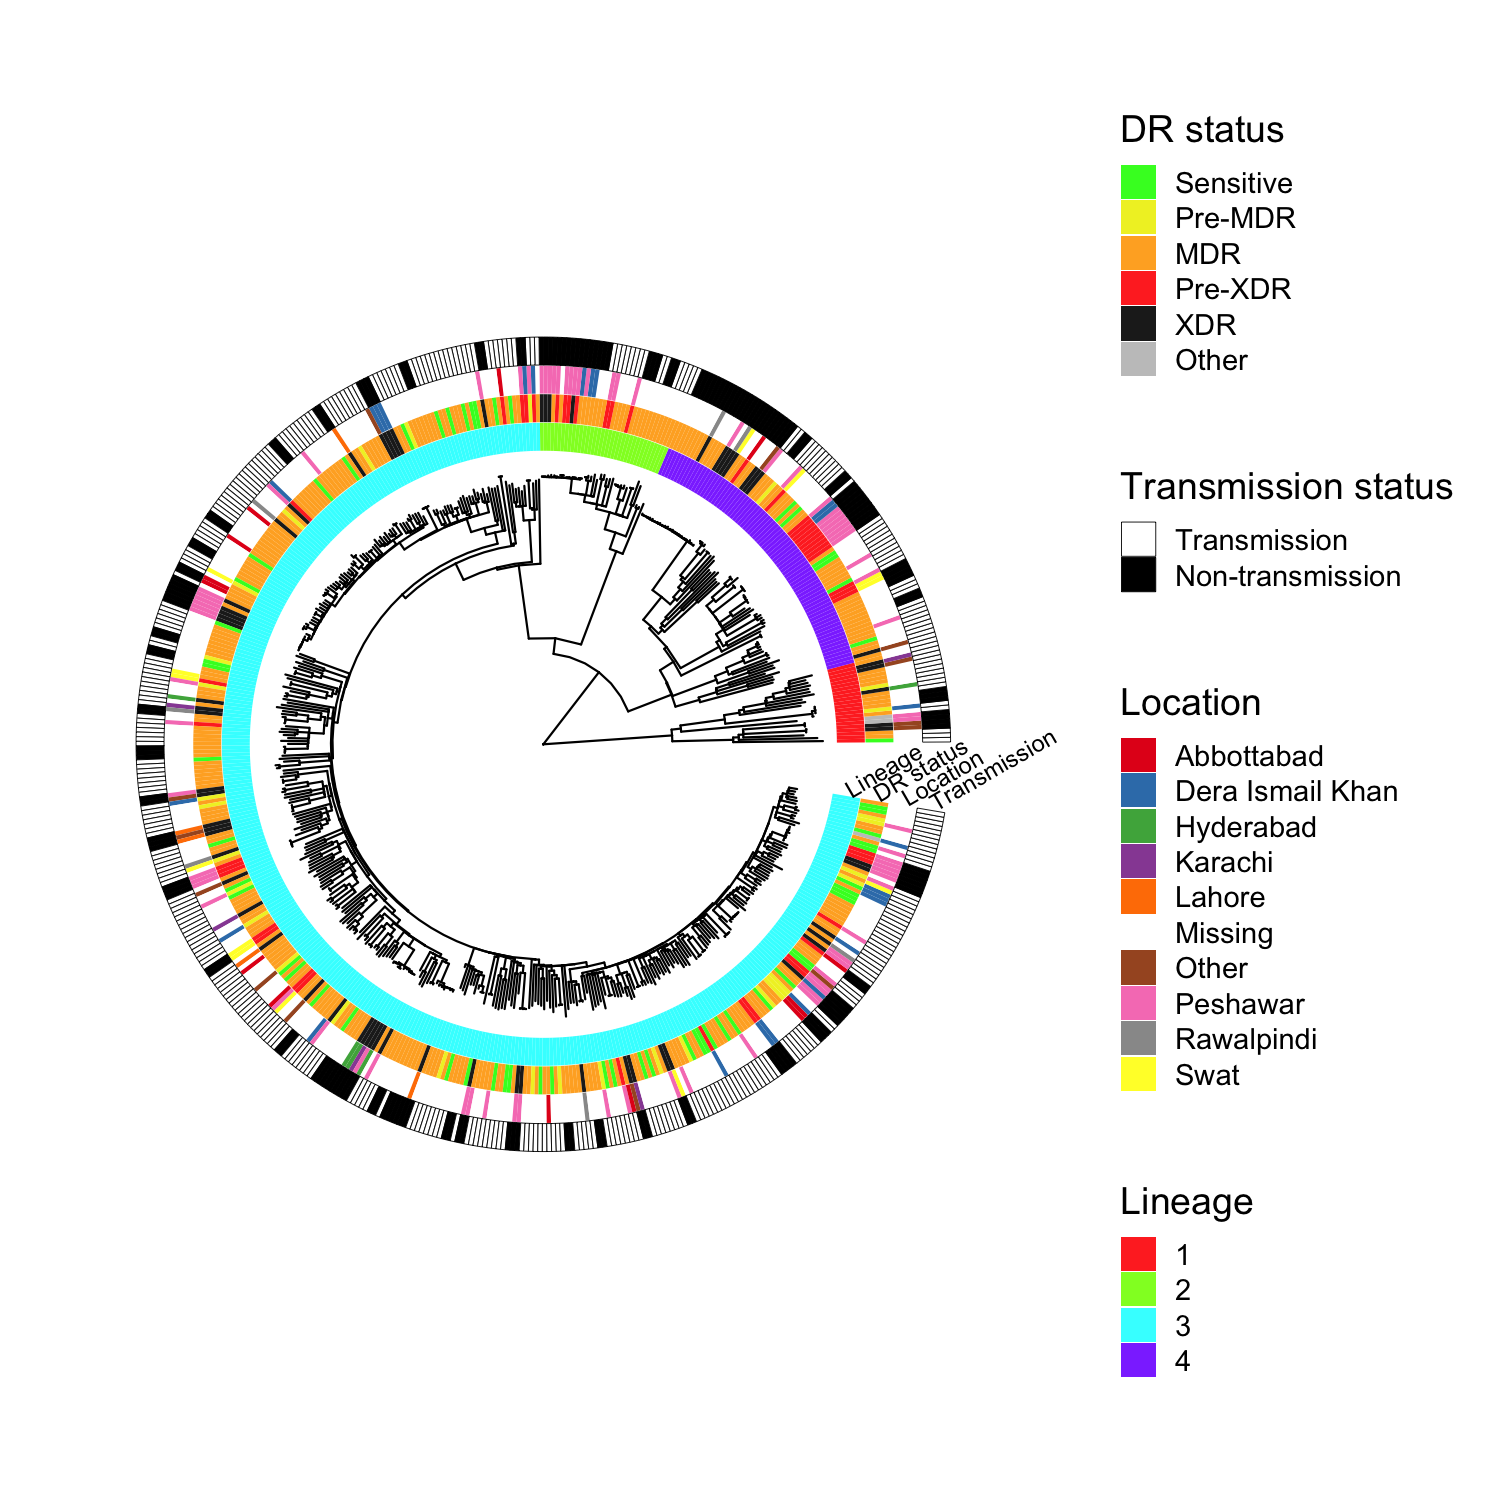 DR status
Sensitive
Pre-MDR
MDR
Pre-XDR
XDR
Other
Transmission status
Transmission
Non-transmission
Location
Abbottabad
Dera Ismail Khan
Hyderabad
Karachi
Lahore
Missing
Other
Peshawar
Rawalpindi
Swat
Lineage
1
2
3
4
Lineage
DR status
Location
Transmission